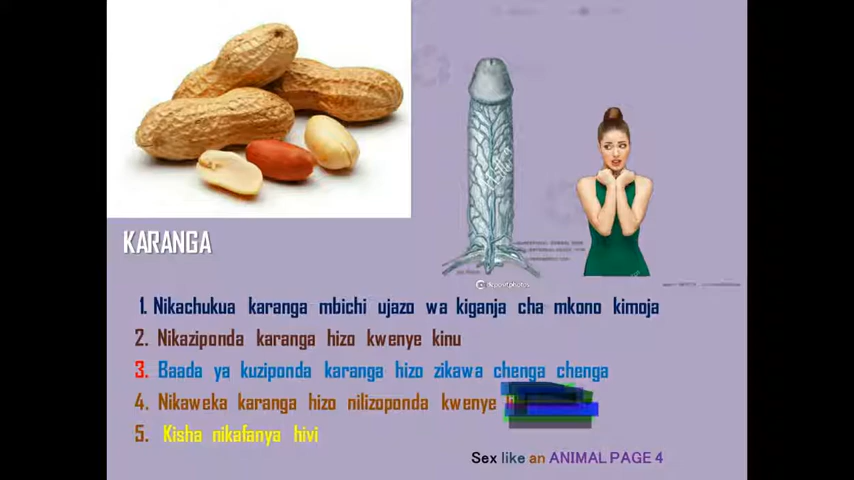 KARANGA
depositphotos
1. Nikachukua karanga mbichi ujazo wa kiganja cha mkono kimoja
2. Nikaziponda karanga hizo kwenye kinu
3. Baada ya kuziponda karanga hizo zikawa chenga chenga
4. Nikaweka karanga hizo nilizoponda kwenye
5. Kisha nikafanya hivi
Sex like an ANIMAL PAGE 4